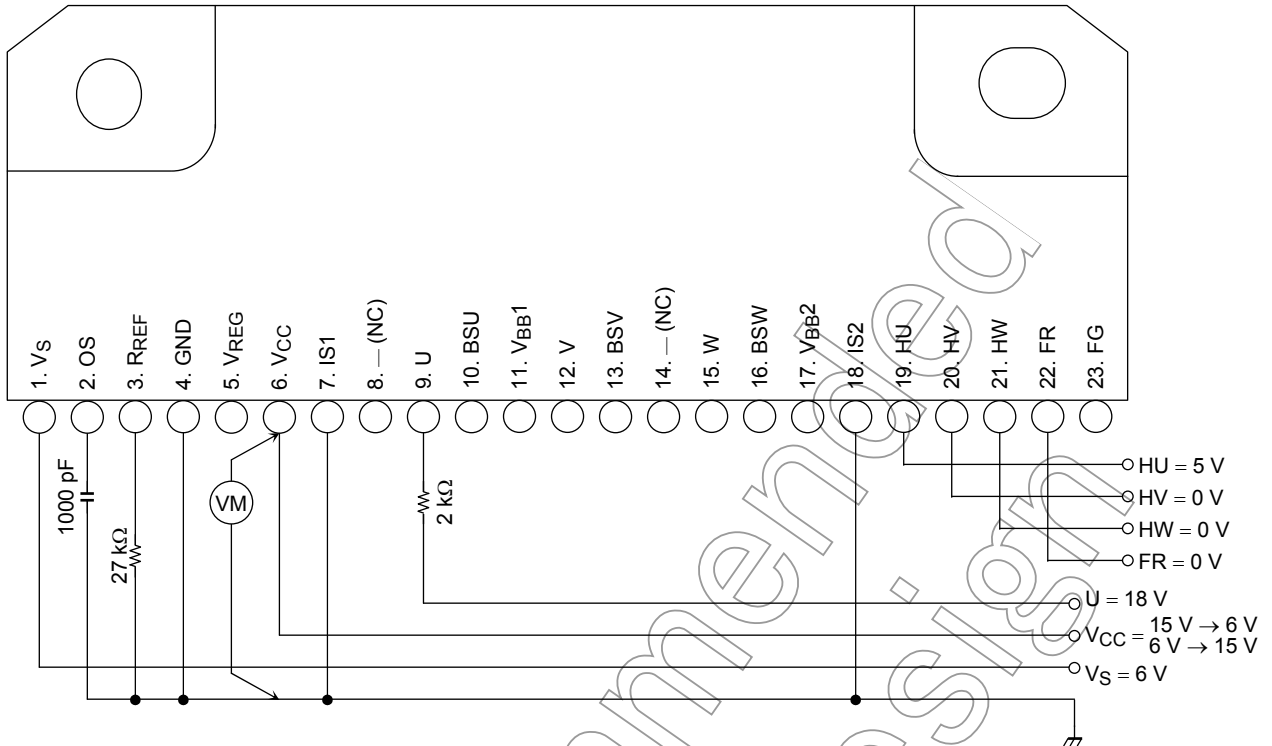 1. VS
2. OS
3. RREF
4. GND
5. VREG
6. VCC
7. IS1
8. — (NC)
9. U
10. BSU
11. VBB1
12. V
13. BSV
14. — (NC)
15. W
16. BSW
17. VBB2
18. IS2
19. HU
20. HV
21. HW
22. FR
23. FG
1000 pF
27 kΩ
VM
2 kΩ
HU = 5 V
HV = 0 V
HW = 0 V
FR = 0 V
U = 18 V
VCC = 15 V → 6 V
6 V → 15 V
VS = 6 V